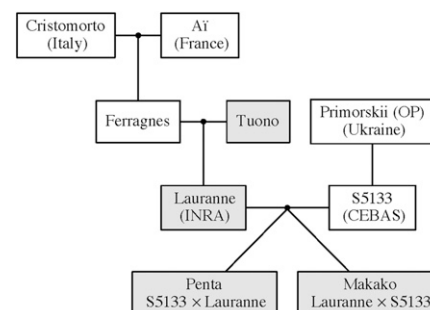 Cristomorto
(Italy)
Aï
(France)
Ferragnes
Tuono
Primorskii (OP)
(Ukraine)
Lauranne
(INRA)
S5133
(CEBAS)
Penta
S5133 × Lauranne
Makako
Lauranne × S5133